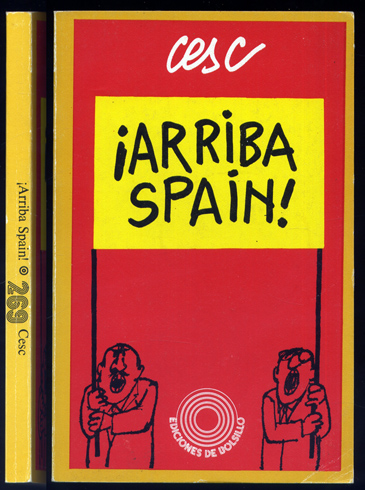 ¡Arriba Spain! 269 Cesc
cesc
¡ARRIBA
SPAIN!
EDICIONES DE BOLSILLO